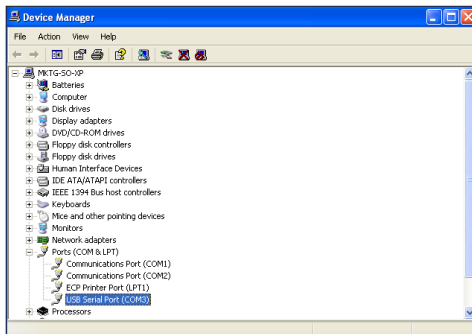 Device Manager
File Action View Help
MKTG-SO-XP
Batteries
Computer
Disk drives
Display adapters
DVD/CD-ROM drives
Floppy disk controllers
Floppy disk drives
Human Interface Devices
IDE ATA/ATAPI controllers
IEEE 1394 Bus host controllers
Keyboards
Mice and other pointing devices
Monitors
Network adapters
Ports (COM & LPT)
Communications Port (COM1)
Communications Port (COM2)
ECP Printer Port (LPT1)
USB Serial Port (COM3)
Processors